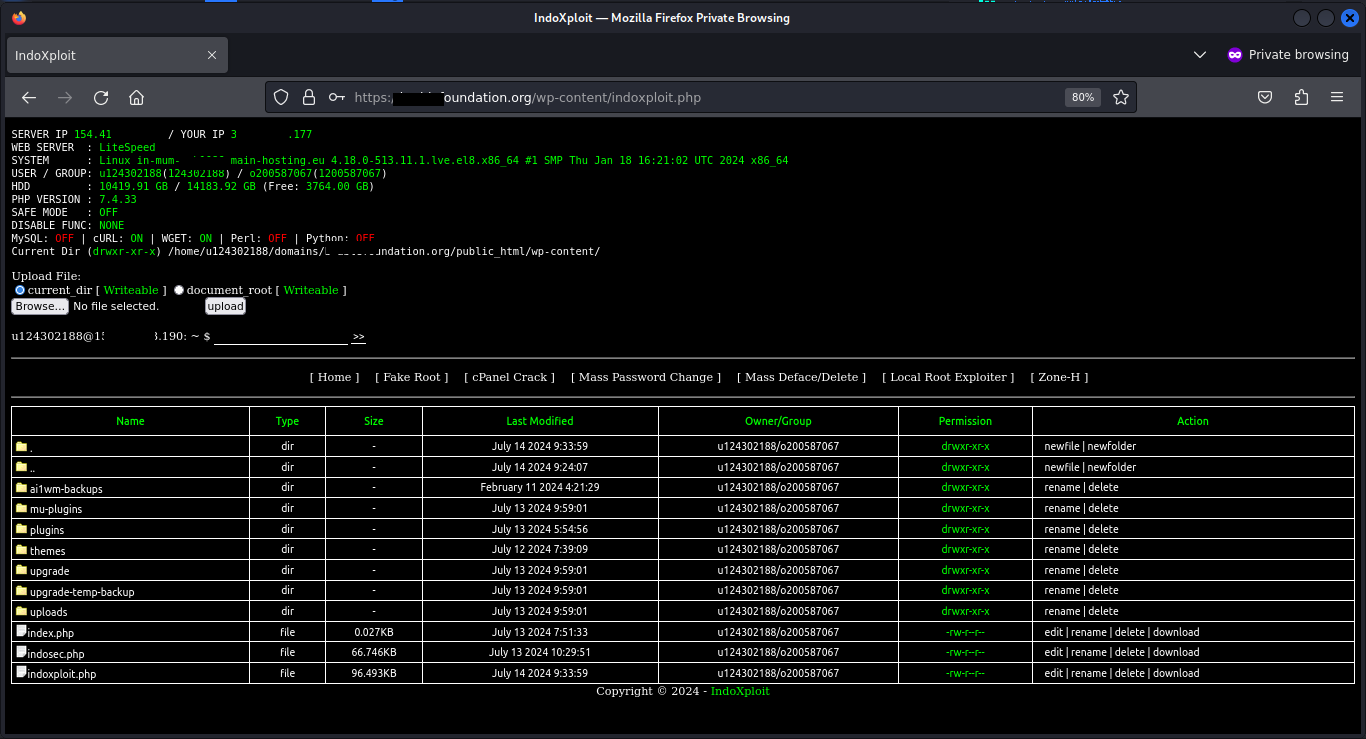 IndoXploit — Mozilla Firefox Private Browsing
IndoXploit
Private browsing
https:/ foundation.org/wp-content/indoxploit.php 80%
SERVER IP 154.41 / YOUR IP 3 .177
WEB SERVER : LiteSpeed
SYSTEM : Linux in-mum- main-hosting.eu 4.18.0-513.11.1.lve.el8.x86_64 #1 SMP Thu Jan 18 16:21:02 UTC 2024 x86_64
USER / GROUP: u124302188(124302188) / o200587067(1200587067)
HDD : 10419.91 GB / 14183.92 GB (Free: 3764.00 GB)
PHP VERSION : 7.4.33
SAFE MODE : OFF
DISABLE FUNC: NONE
MySQL: OFF | cURL: ON | WGET: ON | Perl: OFF | Python: OFF
Current Dir (drwxr-xr-x) /home/u124302188/domains/ undation.org/public_html/wp-content/
Upload File:
current_dir [ Writeable ] document_root [ Writeable ]
Browse... No file selected. upload
u124302188@15 3.190: ~ $ >>
[ Home ] [ Fake Root ] [ cPanel Crack ] [ Mass Password Change ] [ Mass Deface/Delete ] [ Local Root Exploiter ] [ Zone-H ]
Name Type Size Last Modified Owner/Group Permission Action
. dir - July 14 2024 9:33:59 u124302188/o200587067 drwxr-xr-x newfile | newfolder
.. dir - July 14 2024 9:24:07 u124302188/o200587067 drwxr-xr-x newfile | newfolder
ai1wm-backups dir - February 11 2024 4:21:29 u124302188/o200587067 drwxr-xr-x rename | delete
mu-plugins dir - July 13 2024 9:59:01 u124302188/o200587067 drwxr-xr-x rename | delete
plugins dir - July 13 2024 5:54:56 u124302188/o200587067 drwxr-xr-x rename | delete
themes dir - July 12 2024 7:39:09 u124302188/o200587067 drwxr-xr-x rename | delete
upgrade dir - July 13 2024 9:59:01 u124302188/o200587067 drwxr-xr-x rename | delete
upgrade-temp-backup dir - July 13 2024 9:59:01 u124302188/o200587067 drwxr-xr-x rename | delete
uploads dir - July 13 2024 9:59:01 u124302188/o200587067 drwxr-xr-x rename | delete
index.php file 0.027KB July 13 2024 7:51:33 u124302188/o200587067 -rw-r--r-- edit | rename | delete | download
indosec.php file 66.746KB July 13 2024 10:29:51 u124302188/o200587067 -rw-r--r-- edit | rename | delete | download
indoxploit.php file 96.493KB July 14 2024 9:33:59 u124302188/o200587067 -rw-r--r-- edit | rename | delete | download
Copyright © 2024 - IndoXploit